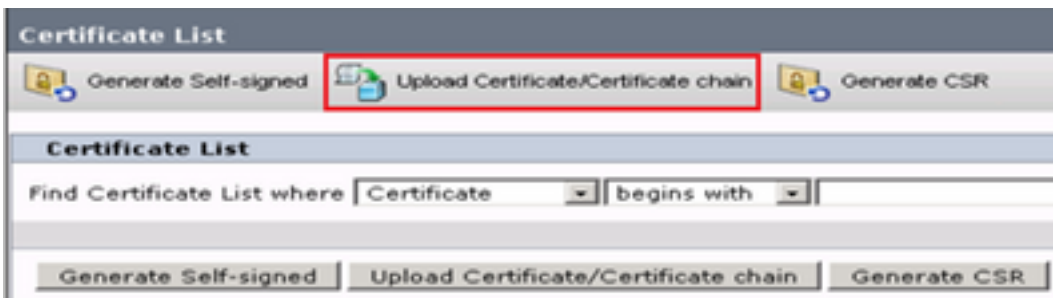 Certificate List
Generate Self-signed Upload Certificate/Certificate chain Generate CSR
Certificate List
Find Certificate List where Certificate begins with
Generate Self-signed Upload Certificate/Certificate chain Generate CSR